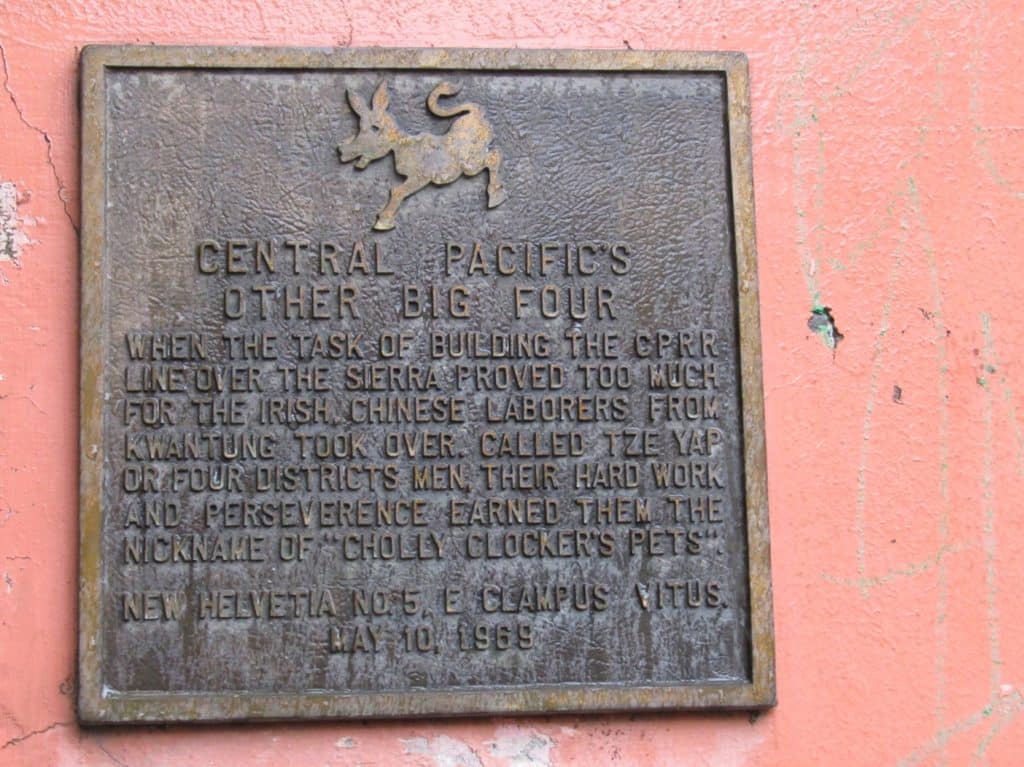 CENTRAL PACIFIC'S
OTHER BIG FOUR
WHEN THE TASK OF BUILDING THE CPRR
LINE OVER THE SIERRA PROVED TOO MUCH
FOR THE IRISH, CHINESE LABORERS FROM
KWANTUNG TOOK OVER. CALLED TZE YAP
OR FOUR DISTRICTS MEN, THEIR HARD WORK
AND PERSEVERENCE EARNED THEM THE
NICKNAME OF "CHOLLY CLOCKER'S PETS".
NEW HELVETIA NO. 5, E CLAMPUS VITUS.
MAY 10, 1969